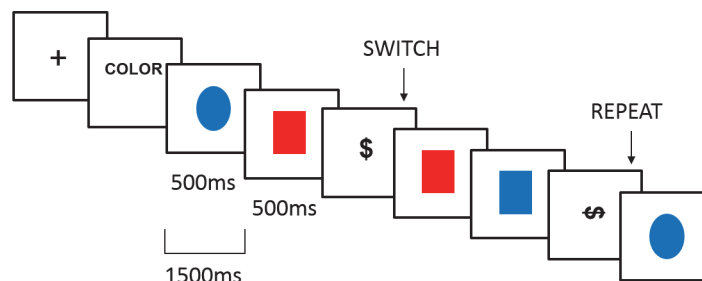 +
COLOR
SWITCH
$
REPEAT
$
500ms
500ms
1500ms